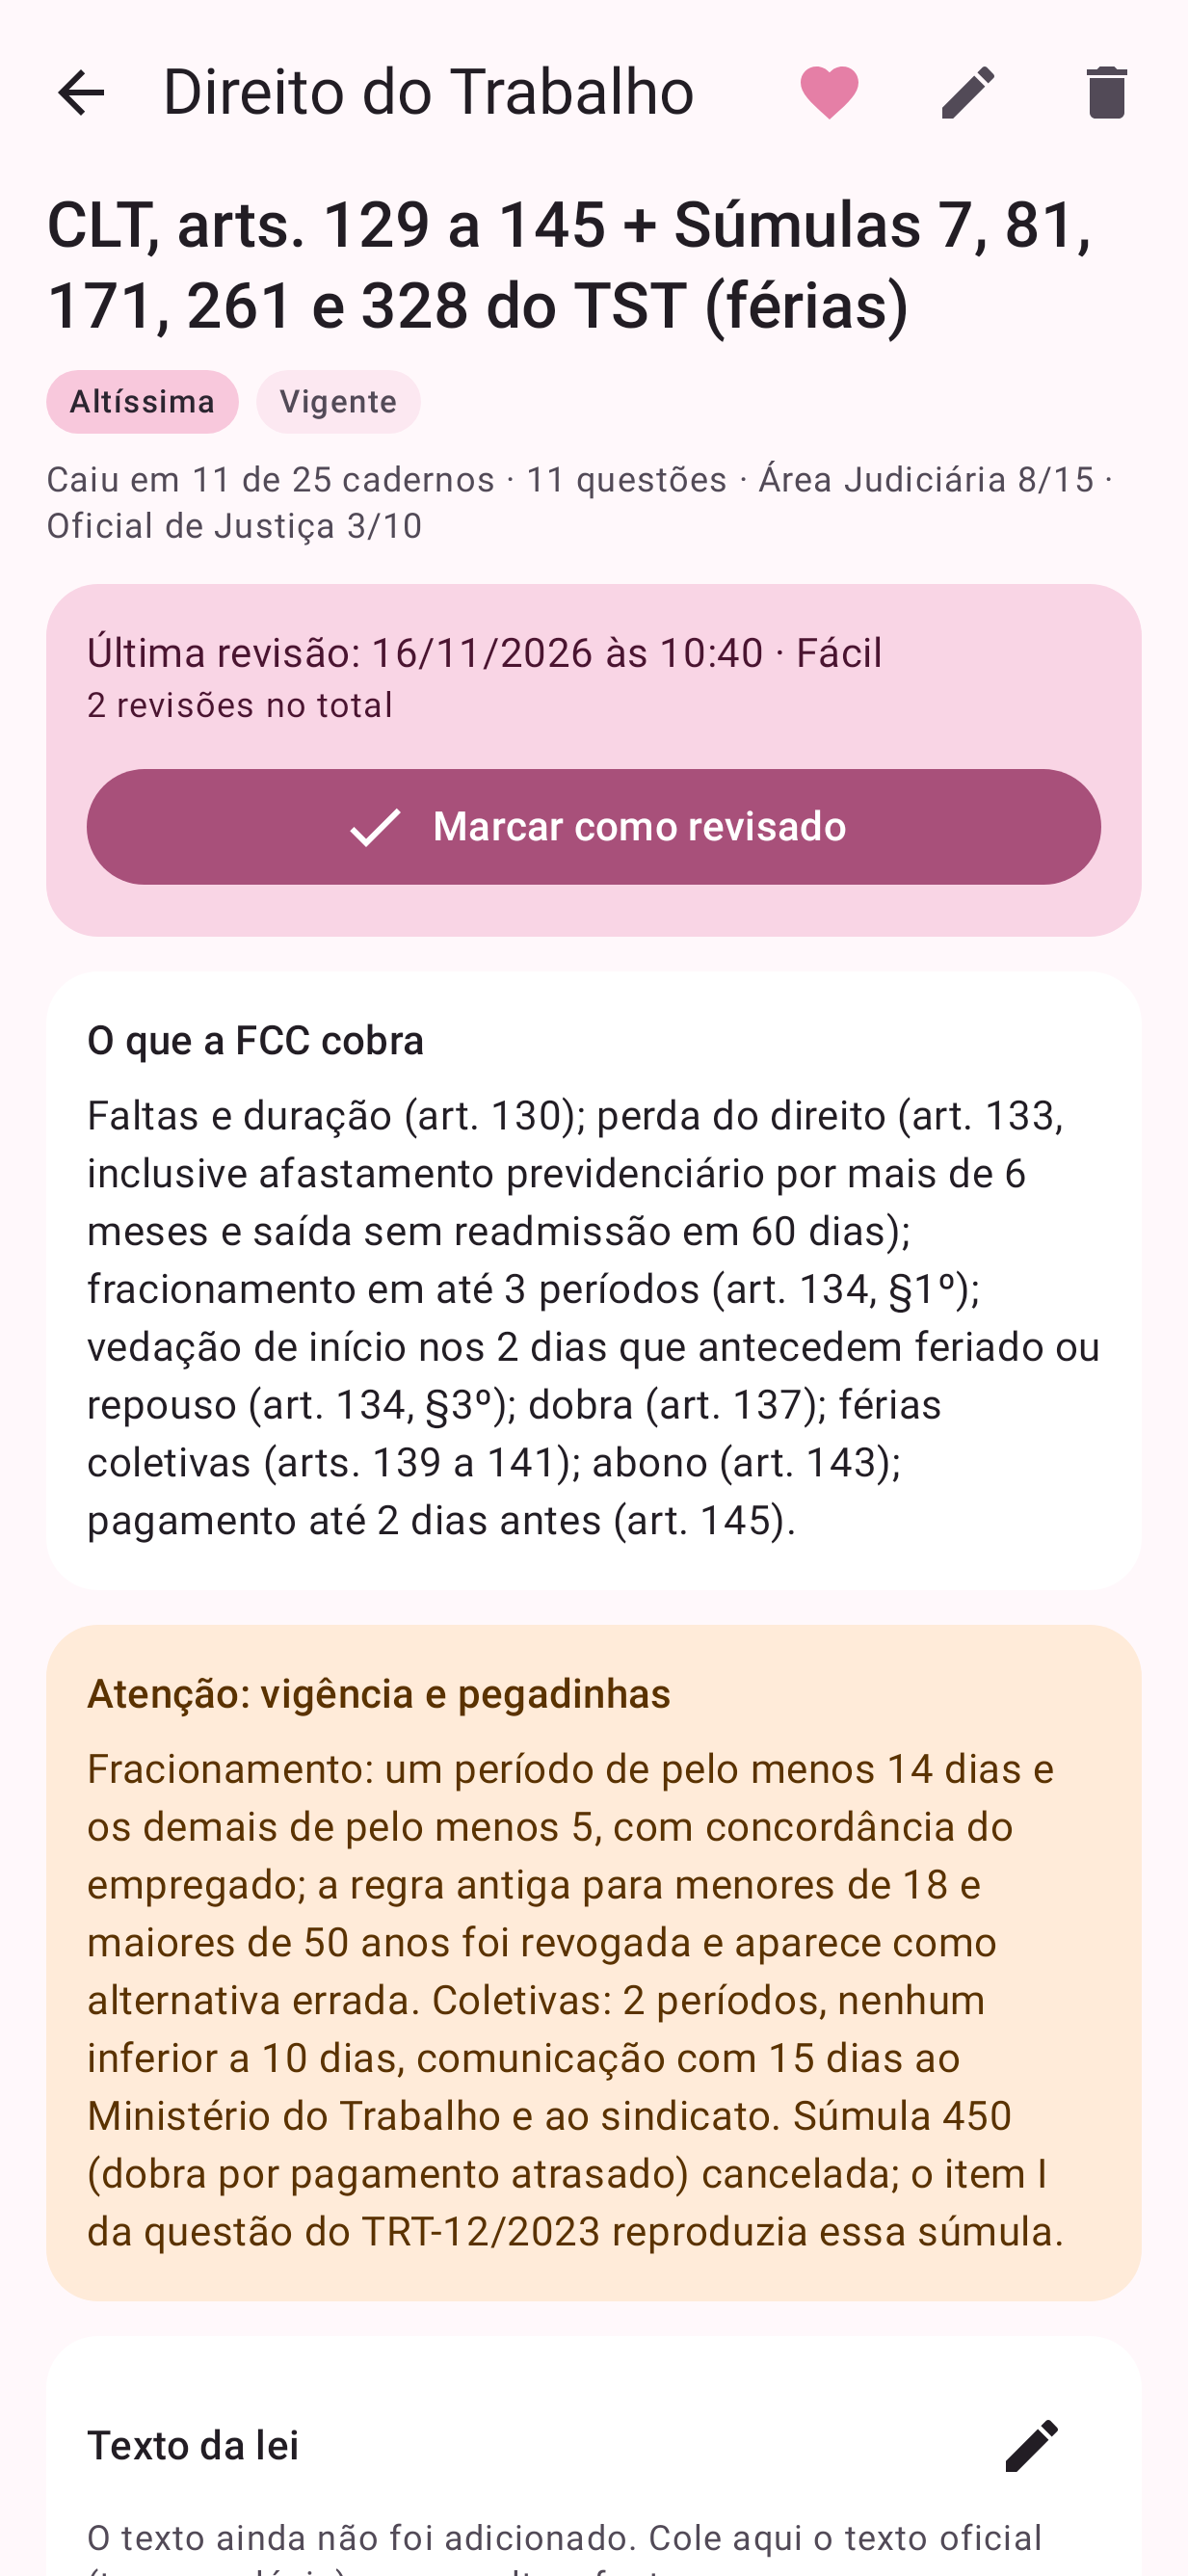 Direito do Trabalho
CLT, arts. 129 a 145 + Súmulas 7, 81,
171, 261 e 328 do TST (férias)
Altíssima
Vigente
Caiu em 11 de 25 cadernos · 11 questões · Área Judiciária 8/15 ·
Oficial de Justiça 3/10
Última revisão: 16/11/2026 às 10:40 · Fácil
2 revisões no total
Marcar como revisado
O que a FCC cobra
Faltas e duração (art. 130); perda do direito (art. 133,
inclusive afastamento previdenciário por mais de 6
meses e saída sem readmissão em 60 dias);
fracionamento em até 3 períodos (art. 134, §1º);
vedação de início nos 2 dias que antecedem feriado ou
repouso (art. 134, §3º); dobra (art. 137); férias
coletivas (arts. 139 a 141); abono (art. 143);
pagamento até 2 dias antes (art. 145).
Atenção: vigência e pegadinhas
Fracionamento: um período de pelo menos 14 dias e
os demais de pelo menos 5, com concordância do
empregado; a regra antiga para menores de 18 e
maiores de 50 anos foi revogada e aparece como
alternativa errada. Coletivas: 2 períodos, nenhum
inferior a 10 dias, comunicação com 15 dias ao
Ministério do Trabalho e ao sindicato. Súmula 450
(dobra por pagamento atrasado) cancelada; o item I
da questão do TRT-12/2023 reproduzia essa súmula.
Texto da lei
O texto ainda não foi adicionado. Cole aqui o texto oficial